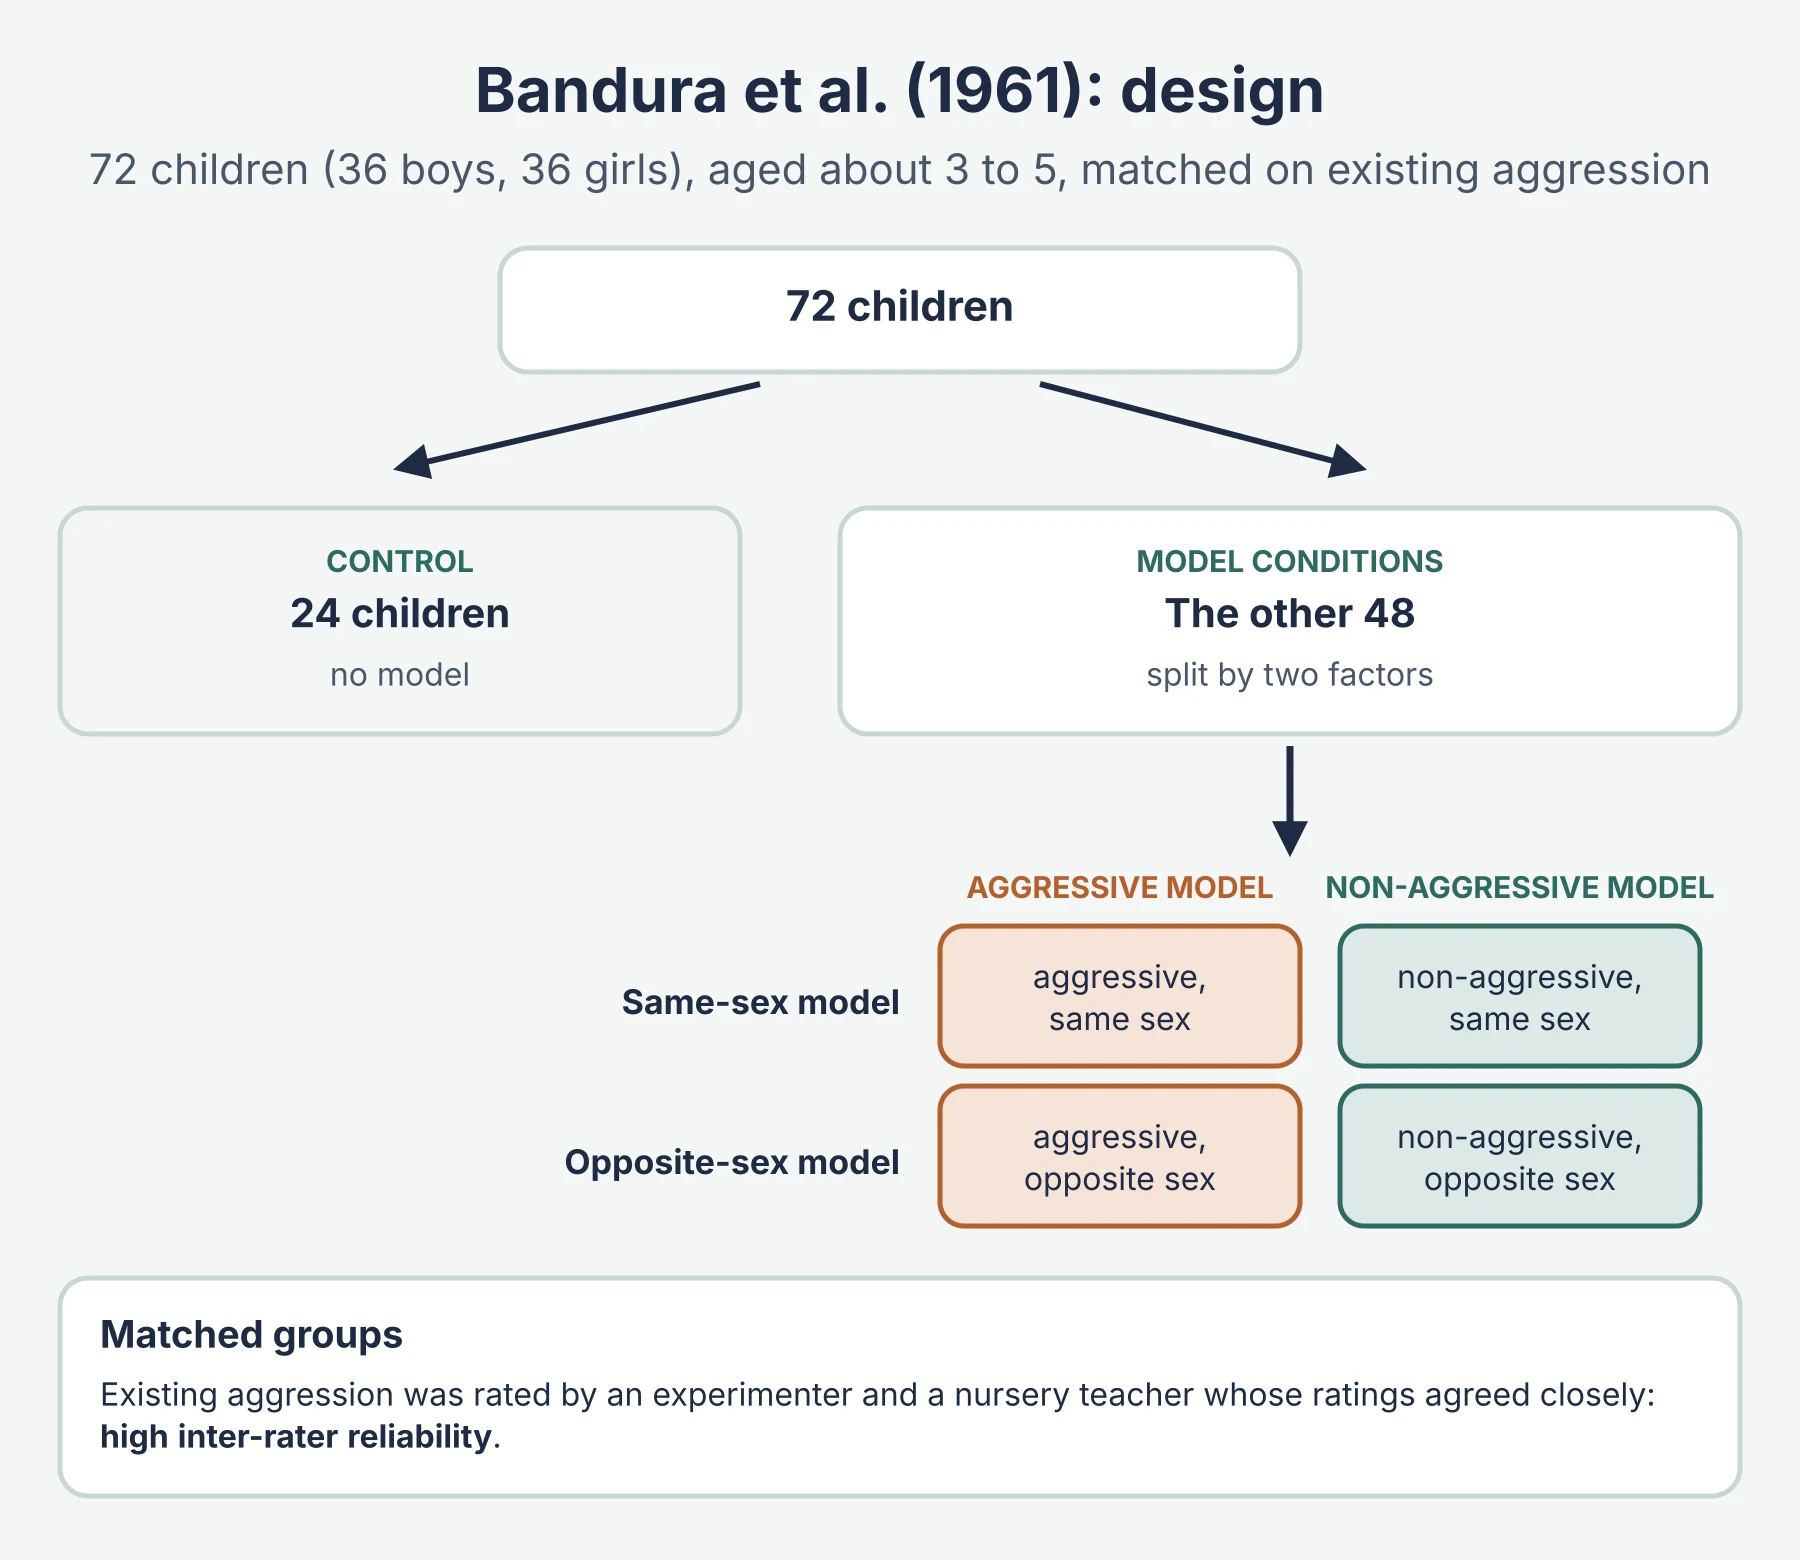 Bandura et al. (1961): design
72 children (36 boys, 36 girls), aged about 3 to 5, matched on existing aggression
72 children
CONTROL
24 children
no model
MODEL CONDITIONS
The other 48
split by two factors
AGGRESSIVE MODEL
NON-AGGRESSIVE MODEL
Same-sex model
aggressive,
same sex
non-aggressive,
same sex
Opposite-sex model
aggressive,
opposite sex
non-aggressive,
opposite sex
Matched groups
Existing aggression was rated by an experimenter and a nursery teacher whose ratings agreed closely:
high inter-rater reliability.